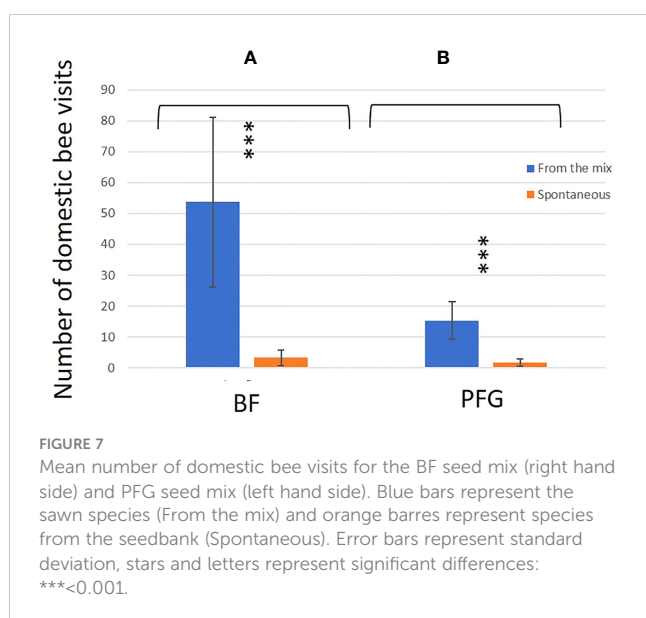 A B
Number of domestic bee visits
90
80
70
60
50
40
30
20
10
0
***
***
From the mix
Spontaneous
BF PFG
FIGURE 7
Mean number of domestic bee visits for the BF seed mix (right hand
side) and PFG seed mix (left hand side). Blue bars represent the
sawn species (From the mix) and orange barres represent species
from the seedbank (Spontaneous). Error bars represent standard
deviation, stars and letters represent significant differences:
***<0.001.